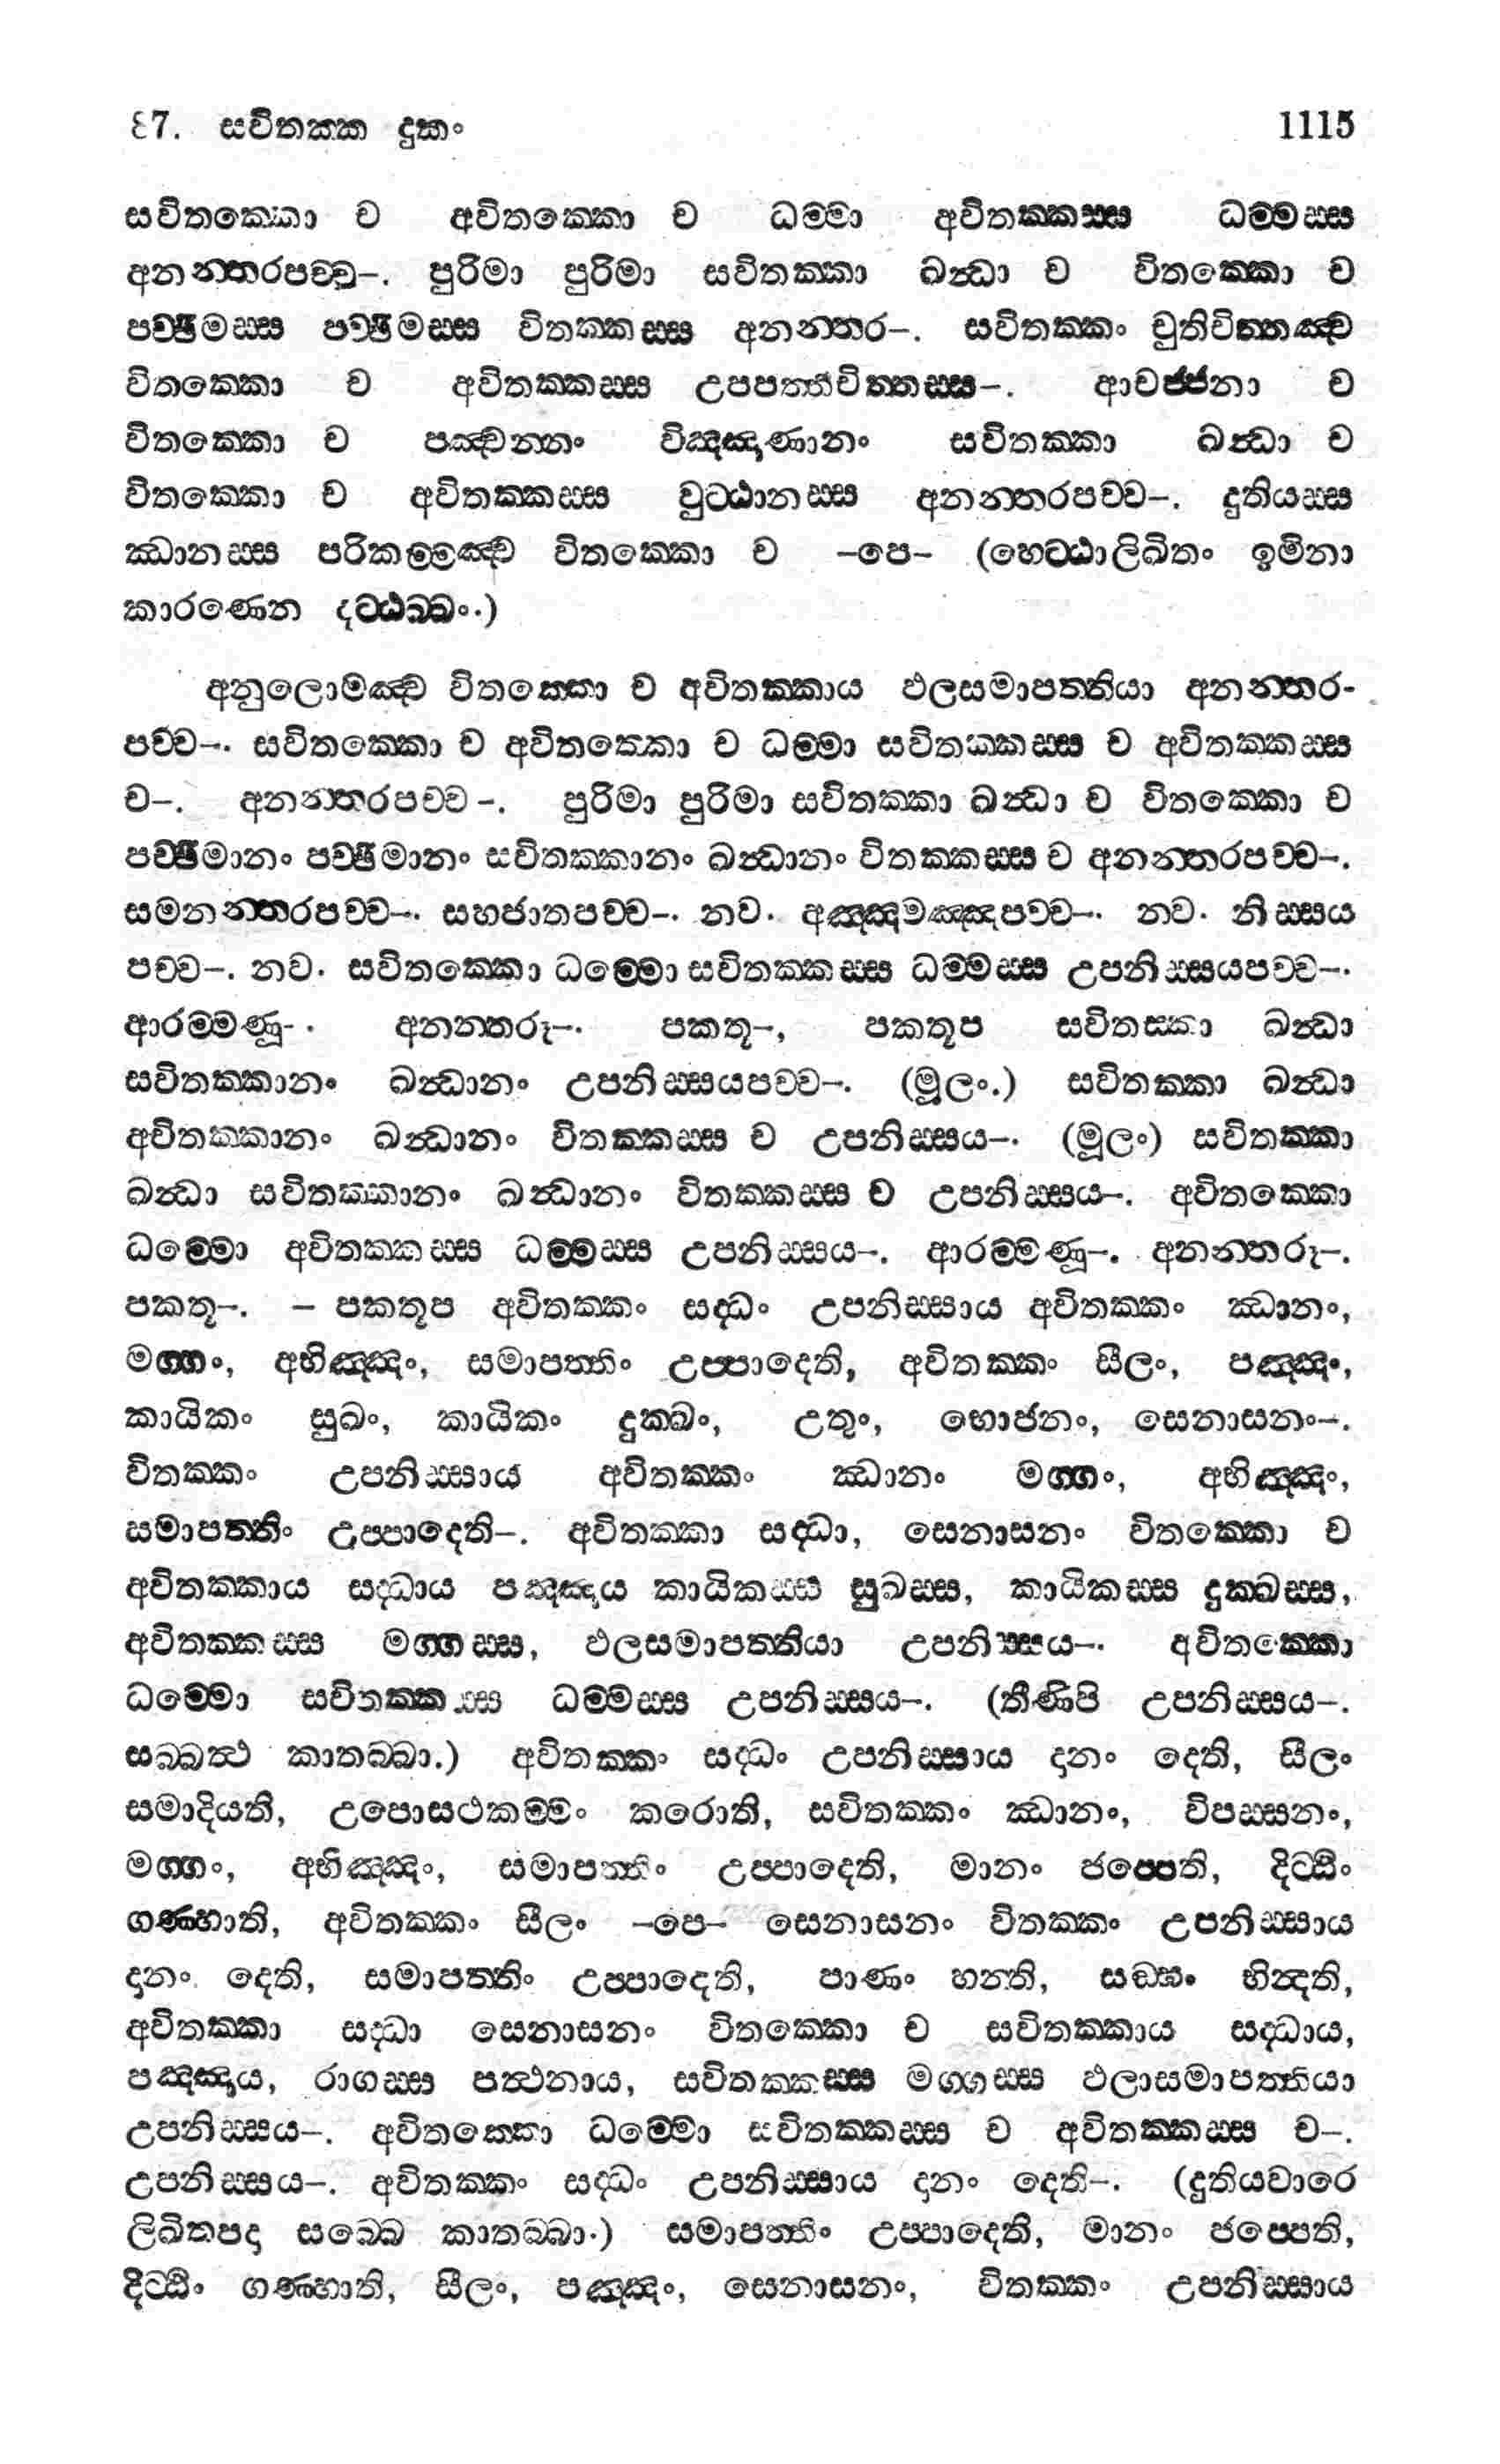 87. සවිතක්ක දුකං 1115
සවිතක්කො ච අවිතක්කො ච ධම්මා අවිතක්කස්ස ධම්මස්ස
අනන්තරපච්ච–. පුරිමා පුරිමා සවිතක්කා ඛන්ධා ච විතක්කො ච
පච්ඡිමස්ස පච්ඡිමස්ස විතක්කස්ස අනන්තර–. සවිතක්කං චුතිචිත්තඤ්ච
විතක්කො ච අවිතක්කස්ස උපපත්තිචිත්තස්ස–. ආවජ්ජනා ච
විතක්කො ච පඤ්චන්නං විඤ්ඤාණානං සවිතක්කා ඛන්ධා ච
විතක්කො ච අවිතක්කස්ස වුට්ඨානස්ස අනන්තරපච්ච–. දුතියස්ස
ඣානස්ස පරිකම්මඤ්ච විතක්කො ච –පෙ– (හෙට්ඨාලිඛිතං ඉමිනා
කාරණෙන දට්ඨබ්බං.)
අනුලොමඤ්ච විතක්කො ච අවිතක්කාය ඵලසමාපත්තියා අනන්තර-
පච්ච–. සවිතක්කො ච අවිතක්කො ච ධම්මා සවිතක්කස්ස ච අවිතක්කස්ස
ච–. අනන්තරපච්ච–. පුරිමා පුරිමා සවිතක්කා ඛන්ධා ච විතක්කො ච
පච්ඡිමානං පච්ඡිමානං සවිතක්කානං ඛන්ධානං විතක්කස්ස ච අනන්තරපච්ච–.
සමනන්තරපච්ච–. සහජාතපච්ච–. නව. අඤ්ඤමඤ්ඤපච්ච–. නව. නිස්සය
පච්ච–. නව. සවිතක්කො ධම්මො සවිතක්කස්ස ධම්මස්ස උපනිස්සයපච්ච–.
ආරම්මණූ-. අනන්තරූ–. පකතූ–, පකතූප සවිතක්කා ඛන්ධා
සවිතක්කානං ඛන්ධානං උපනිස්සයපච්ච–. (මූලං.) සවිතක්කා ඛන්ධා
අවිතක්කානං ඛන්ධානං විතක්කස්ස ච උපනිස්සය–. (මූලං) සවිතක්කා
ඛන්ධා සවිතක්කානං ඛන්ධානං විතක්කස්ස ච උපනිස්සය–. අවිතක්කො
ධම්මො අවිතක්කස්ස ධම්මස්ස උපනිස්සය–. ආරම්මණූ–. අනන්තරූ–.
පකතූ–. – පකතූප අවිතක්කං සද්ධං උපනිස්සාය අවිතක්කං ඣානං,
මග්ගං, අභිඤ්ඤං, සමාපත්තිං උප්පාදෙති, අවිතක්කං සීලං, පඤ්ඤං,
කායිකං සුඛං, කායිකං දුක්ඛං, උතුං, භොජනං, සෙනාසනං–.
විතක්කං උපනිස්සාය අවිතක්කං ඣානං මග්ගං, අභිඤ්ඤං,
සමාපත්තිං උප්පාදෙති–. අවිතක්කා සද්ධා, සෙනාසනං විතක්කො ච
අවිතක්කාය සද්ධාය පඤ්ඤාය කායිකස්ස සුඛස්ස, කායිකස්ස දුක්ඛස්ස,
අවිතක්කස්ස මග්ගස්ස, ඵලසමාපත්තියා උපනිස්සය–. අවිතක්කො
ධම්මො සවිතක්කස්ස ධම්මස්ස උපනිස්සය–. (තීණිපි උපනිස්සය–.
සබ්බත්ථ කාතබ්බා.) අවිතක්කං සද්ධං උපනිස්සාය දානං දෙති, සීලං
සමාදියති, උපොසථකම්මං කරොති, සවිතක්කං ඣානං, විපස්සනං,
මග්ගං, අභිඤ්ඤං, සමාපත්තිං උප්පාදෙති, මානං ජප්පෙති, දිට්ඨිං
ගණ්හාති, අවිතක්කං සීලං –පෙ– සෙනාසනං විතක්කං උපනිස්සාය
දානං දෙති, සමාපත්තිං උප්පාදෙති, පාණං හන්ති, සඞ්ඝං භින්දති,
අවිතක්කා සද්ධා සෙනාසනං විතක්කො ච සවිතක්කාය සද්ධාය,
පඤ්ඤාය, රාගස්ස පත්ථනාය, සවිතක්කස්ස මග්ගස්ස ඵලාසමාපත්තියා
උපනිස්සය–. අවිතක්කො ධම්මො සවිතක්කස්ස ච අවිතක්කස්ස ච–.
උපනිස්සය–. අවිතක්කං සද්ධං උපනිස්සාය දානං දෙති–. (දුතියවාරෙ
ලිඛිතපදා සබ්බෙ කාතබ්බා.) සමාපත්තිං උප්පාදෙති, මානං ජප්පෙති,
දිට්ඨිං ගණ්හාති, සීලං, පඤ්ඤං, සෙනාසනං, විතක්කං උපනිස්සාය